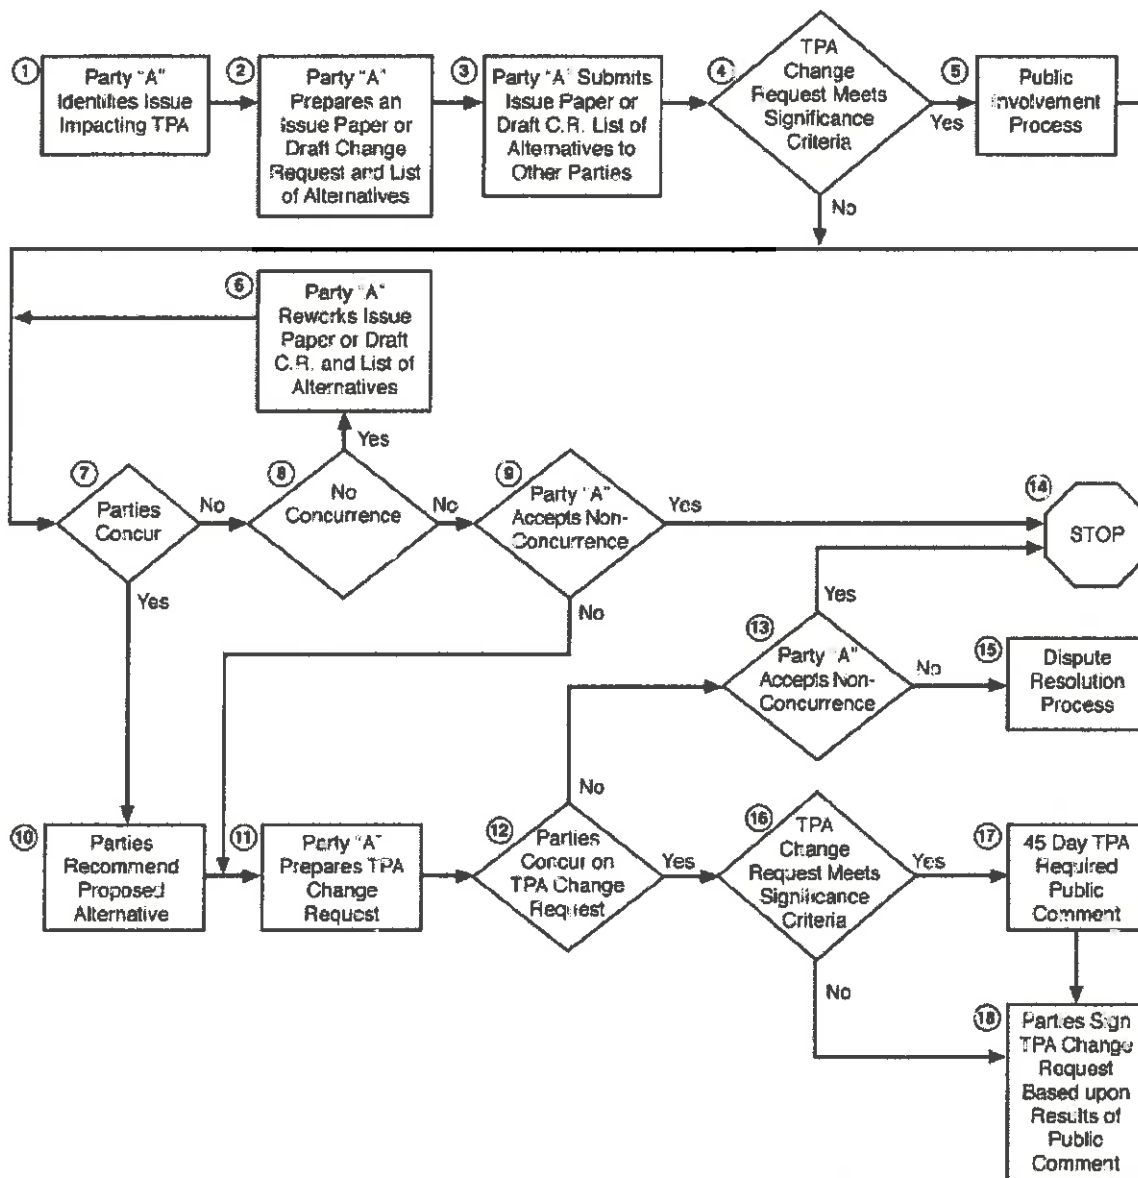 1
Party "A"
Identifies Issue
Impacting TPA
2
Party "A"
Prepares an
Issue Paper or
Draft Change
Request and List
of Alternatives
3
Party "A" Submits
Issue Paper or
Draft C.R. List of
Alternatives to
Other Parties
4
TPA
Change
Request Meets
Significance
Criteria
Yes
No
5
Public
Involvement
Process
6
Party "A"
Reworks Issue
Paper or Draft
C.R. and List of
Alternatives
Yes
7
Parties
Concur
No
Yes
8
No
Concurrence
No
9
Party "A"
Accepts Non-
Concurrence
Yes
No
14
STOP
Yes
13
Party "A"
Accepts Non-
Concurrence
No
15
Dispute
Resolution
Process
10
Parties
Recommend
Proposed
Alternative
11
Party "A"
Prepares TPA
Change
Request
No
12
Parties
Concur on
TPA Change
Request
Yes
16
TPA
Change
Request Meets
Significance
Criteria
Yes
No
17
45 Day TPA
Required
Public
Comment
18
Parties Sign
TPA Change
Request
Based upon
Results of
Public
Comment